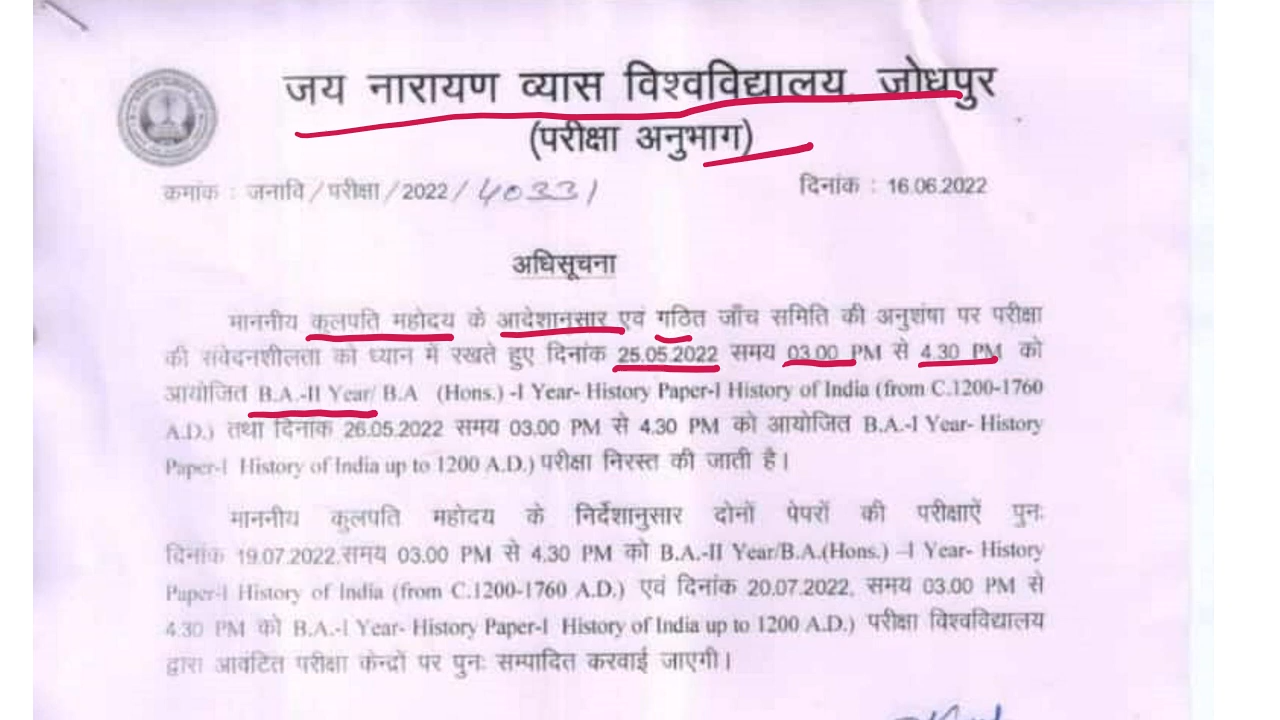 जय नारायण व्यास विश्वविद्यालय, जोधपुर
(परीक्षा अनुभाग)
कमांक : जनावि/परीक्षा/2022/40331 दिनांक : 16.06.2022
अधिसूचना
माननीय कुलपति महोदय के आदेशानसार एवं गठित जाँच समिति की अनुशंषा पर परीक्षा
की संवेदनशीलता को ध्यान में रखते हुए दिनांक 25.05.2022 समय 03.00 PM से 4.30 PM को
आयोजित B.A.-II Year/ B.A (Hons.) -I Year- History Paper-I History of India (from C.1200-1760
A.D.) तथा दिनांक 26.05.2022 समय 03.00 PM से 4.30 PM को आयोजित B.A.-I Year- History
Paper-I History of India up to 1200 A.D.) परीक्षा निरस्त की जाती है।
माननीय कुलपति महोदय के निर्देशानुसार दोनों पेपरों की परीक्षाऐं पुनः
दिनांक 19.07.2022,समय 03.00 PM से 4.30 PM को B.A.-II Year/B.A.(Hons.) –I Year- History
Paper-I History of India (from C.1200-1760 A.D.) एवं दिनांक 20.07.2022, समय 03.00 PM से
4.30 PM को B.A.-I Year- History Paper-I History of India up to 1200 A.D.) परीक्षा विश्वविद्यालय
द्वारा आवंटित परीक्षा केन्द्रों पर पुनः सम्पादित करवाई जाएगी।